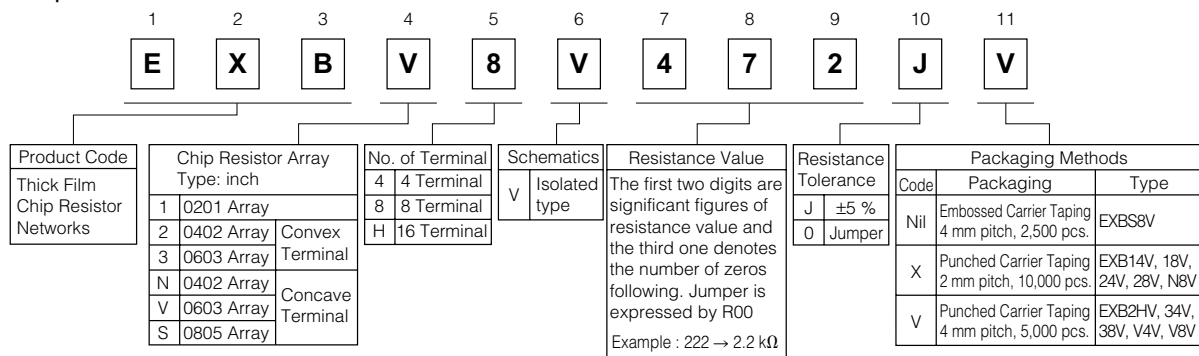 1 2 3 4 5 6 7 8 9 10 11
E X B V 8 V 4 7 2 J V
Product Code
Thick Film
Chip Resistor
Networks
Chip Resistor Array
Type: inch
1 0201 Array
2 0402 Array
3 0603 Array
Convex
Terminal
N 0402 Array
V 0603 Array
S 0805 Array
Concave
Terminal
No. of Terminal
4 4 Terminal
8 8 Terminal
H 16 Terminal
Schematics
V Isolated
type
Resistance Value
The first two digits are
significant figures of
resistance value and
the third one denotes
the number of zeros
following. Jumper is
expressed by R00
Example : 222 → 2.2 kΩ
Resistance
Tolerance
J ±5 %
0 Jumper
Packaging Methods
Code Packaging Type
Nil Embossed Carrier Taping
4 mm pitch, 2,500 pcs. EXBS8V
X Punched Carrier Taping
2 mm pitch, 10,000 pcs. EXB14V, 18V,
24V, 28V, N8V
V Punched Carrier Taping
4 mm pitch, 5,000 pcs. EXB2HV, 34V,
38V, V4V, V8V